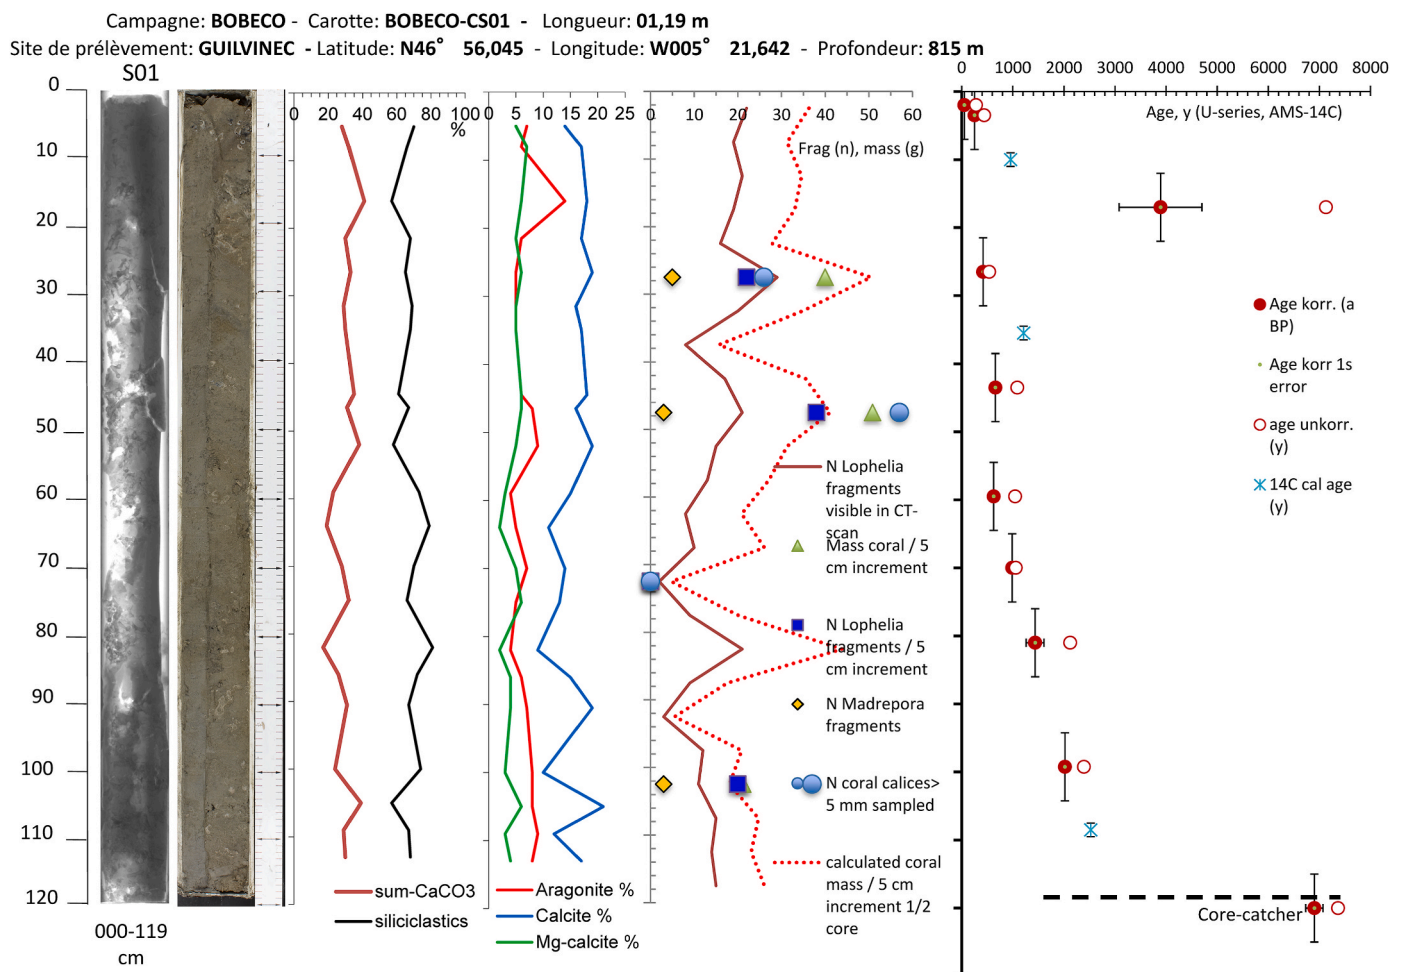 Campagne: BOBECO - Carotte: BOBECO-CS01 - Longueur: 01,19 m
Site de prélèvement: GUILVINEC - Latitude: N46° 56,045 - Longitude: W005° 21,642 - Profondeur: 815 m
S01
0
10
20
30
40
50
60
70
80
90
100
110
120
000-119
cm
0 20 40 60 80 100
%
sum-CaCO3
siliciclastics
0 5 10 15 20 25
Aragonite %
Calcite %
Mg-calcite %
0 10 20 30 40 50 60
Frag (n), mass (g)
N Lophelia
fragments
visible in CT-
scan
Mass coral / 5
cm increment
N Lophelia
fragments / 5
cm increment
N Madrepora
fragments
N coral calices>
5 mm sampled
calculated coral
mass / 5 cm
increment 1/2
core
0 1000 2000 3000 4000 5000 6000 7000 8000
Age, y (U-series, AMS-14C)
Age korr. (a
BP)
Age korr 1s
error
age unkorr.
(y)
14C cal age
(y)
Core-catcher